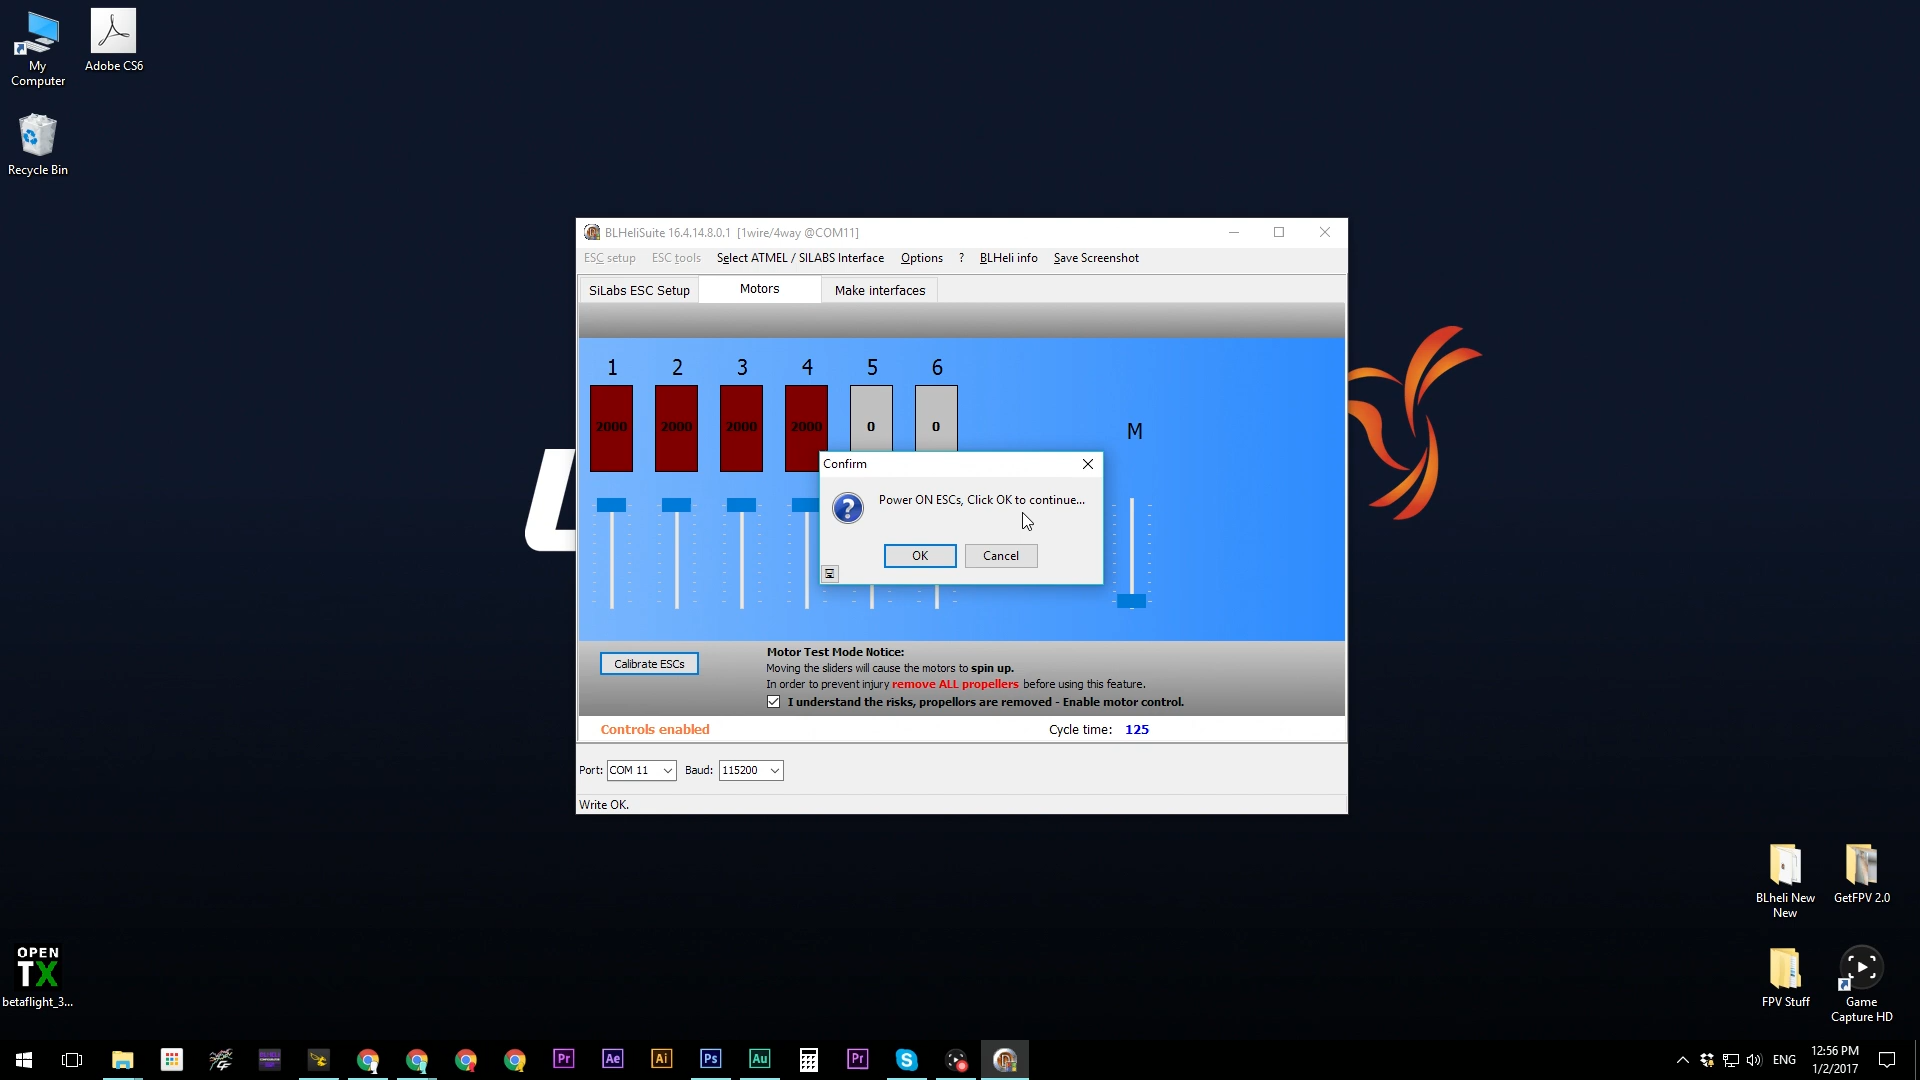 My
Computer
Adobe CS6
Recycle Bin
BLHeliSuite 16.4.14.8.0.1 [1wire/4way @COM11]
ESC setup ESC tools Select ATMEL / SILABS Interface Options ? BLHeli info Save Screenshot
SiLabs ESC Setup Motors Make interfaces
1 2 3 4 5 6
2000 2000 2000 2000 0 0
M
Confirm
Power ON ESCs, Click OK to continue...
OK Cancel
Calibrate ESCs
Motor Test Mode Notice:
Moving the sliders will cause the motors to spin up.
In order to prevent injury remove ALL propellers before using this feature.
I understand the risks, propellors are removed - Enable motor control.
Controls enabled Cycle time: 125
Port: COM 11 Baud: 115200
Write OK.
BLheli New
New
GetFPV 2.0
OPEN
TX
betaflight_3...
FPV Stuff
Game
Capture HD
Pr Ae Ai Ps Au Pr
ENG
12:56 PM
1/2/2017